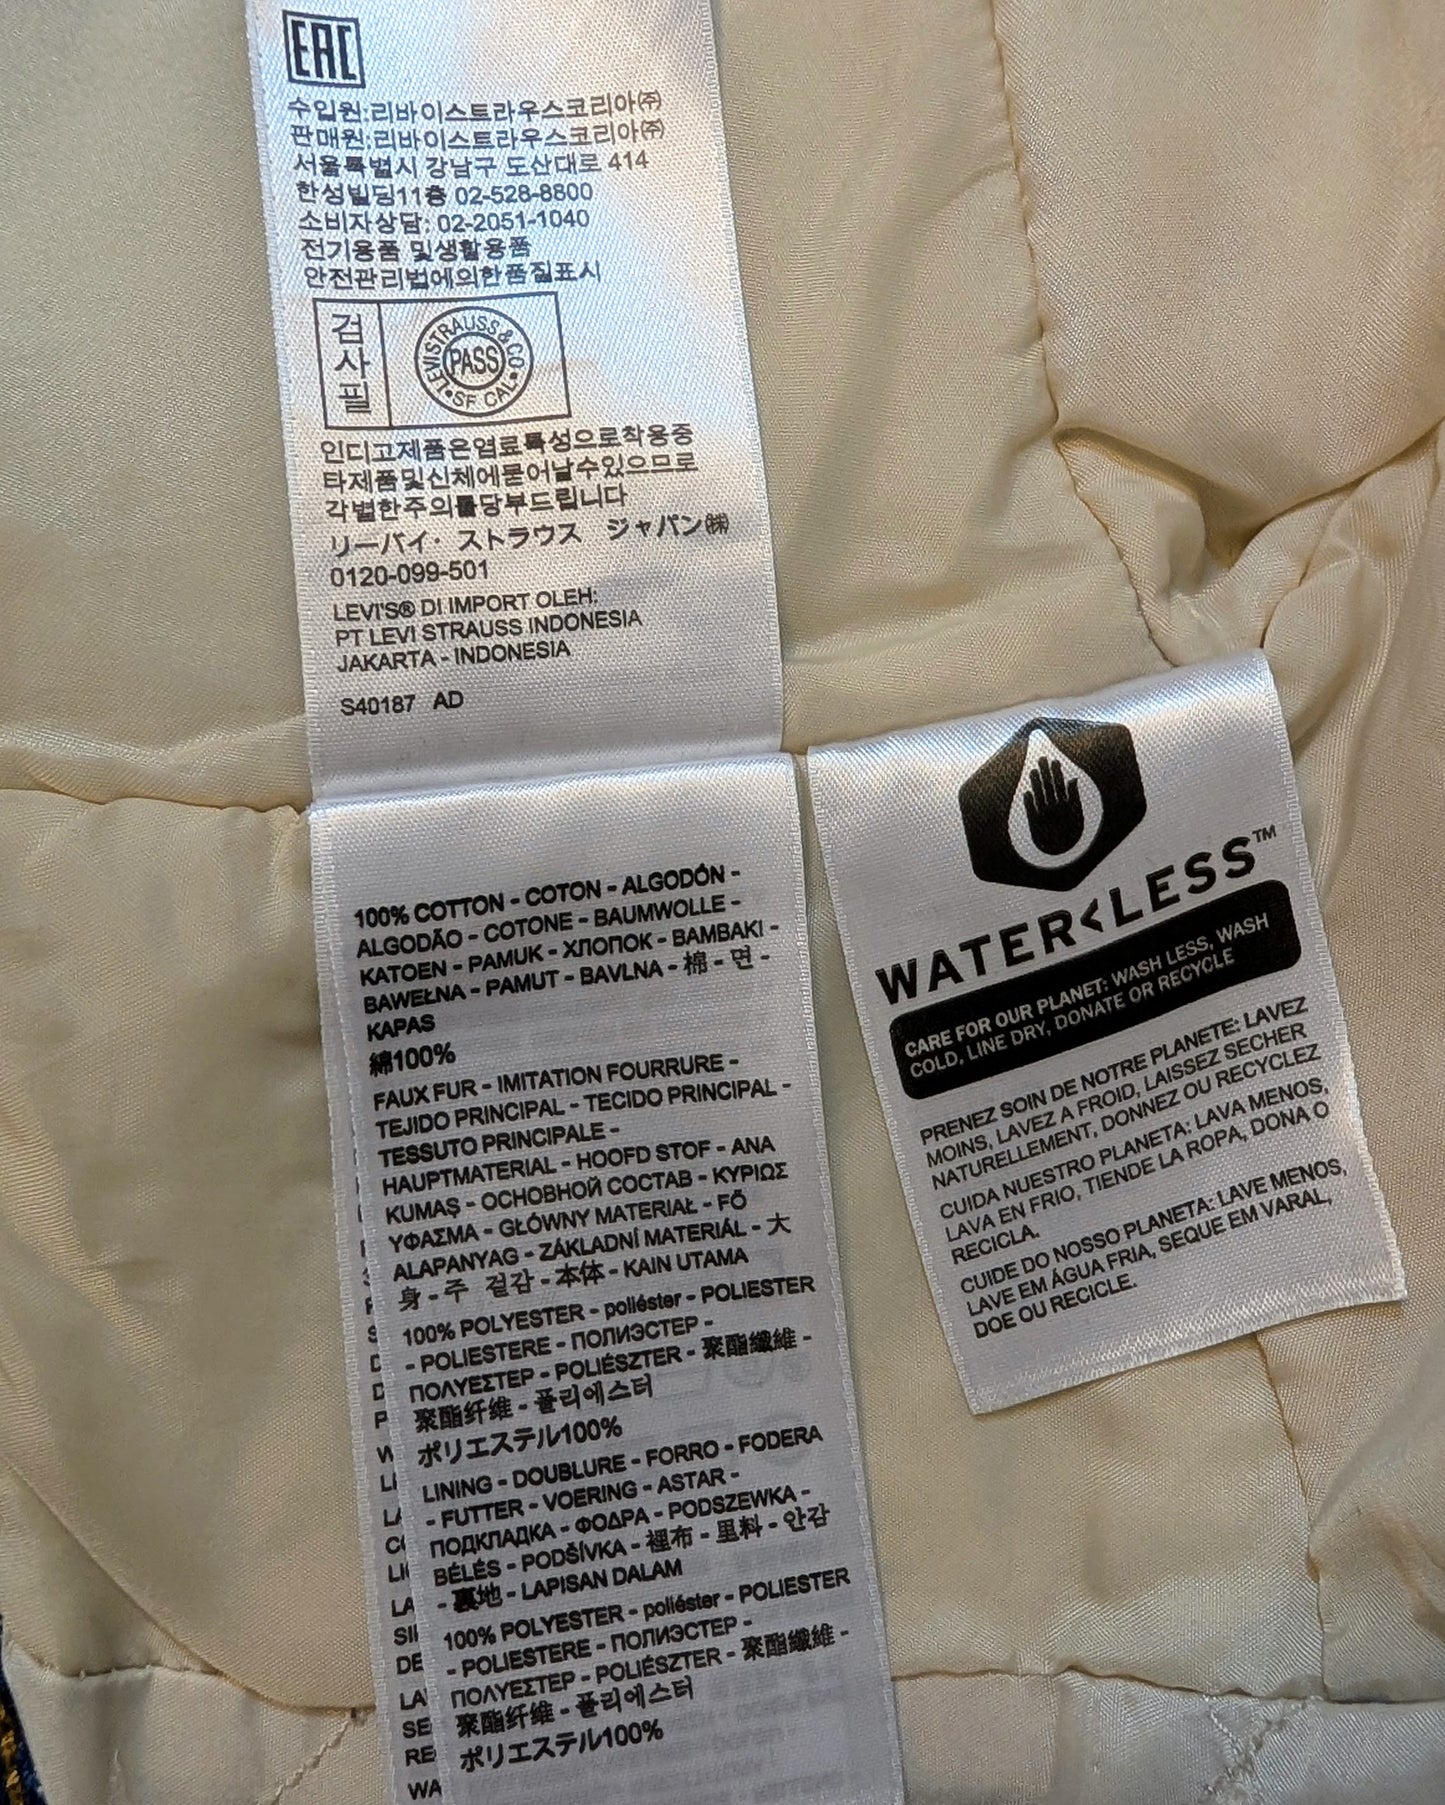 EAC
수입원:리바이스트라우스코리아㈜
판매원:리바이스트라우스코리아㈜
서울특별시 강남구 도산대로 414
한성빌딩11층 02-528-8800
소비자상담: 02-2051-1040
전기용품 및생활용품
안전관리법에의한품질표시
검사필
LEVI STRAUSS & CO
PASS
SF CAL
인디고제품은염료특성으로착용중
타제품및신체에묻어날수있으므로
각별한주의를당부드립니다
リーバイ・ストラウス ジャパン㈱
0120-099-501
LEVI'S® DI IMPORT OLEH:
PT LEVI STRAUSS INDONESIA
JAKARTA - INDONESIA
S40187 AD
100% COTTON - COTON - ALGODÓN -
ALGODÃO - COTONE - BAUMWOLLE -
KATOEN - PAMUK - ХЛОПОК - BAMBAKI -
BAWEŁNA - PAMUT - BAVLNA - 棉 - 면 -
KAPAS
綿100%
FAUX FUR - IMITATION FOURRURE -
TEJIDO PRINCIPAL - TECIDO PRINCIPAL -
TESSUTO PRINCIPALE -
HAUPTMATERIAL - HOOFD STOF - ANA
KUMAŞ - ОСНОВНОЙ СОСТАВ - ΚΥΡΙΩΣ
ΥΦΑΣΜΑ - GŁÓWNY MATERIAŁ - FŐ
ALAPANYAG - ZÁKLADNÍ MATERIÁL - 大
身 - 주 겉감 - 本体 - KAIN UTAMA
100% POLYESTER - poliéster - POLIESTER
- POLIESTERE - ПОЛИЭСТЕР -
ΠΟΛΥΕΣΤΕΡ - POLIÉSZTER - 聚酯纖維 -
聚酯纤维 - 폴리에스터
ポリエステル100%
LINING - DOUBLURE - FORRO - FODERA
- FUTTER - VOERING - ASTAR -
ПОДКЛАДКА - ΦΟΔΡΑ - PODSZEWKA -
BÉLÉS - PODŠÍVKA - 裡布 - 里料 - 안감
- 裏地 - LAPISAN DALAM
100% POLYESTER - poliéster - POLIESTER
- POLIESTERE - ПОЛИЭСТЕР -
ΠΟΛΥΕΣΤΕΡ - POLIÉSZTER - 聚酯纖維 -
聚酯纤维 - 폴리에스터
ポリエステル100%
WATER<LESS™
CARE FOR OUR PLANET: WASH LESS, WASH
COLD, LINE DRY, DONATE OR RECYCLE
PRENEZ SOIN DE NOTRE PLANETE: LAVEZ
MOINS, LAVEZ A FROID, LAISSEZ SECHER
NATURELLEMENT, DONNEZ OU RECYCLEZ
CUIDA NUESTRO PLANETA: LAVA MENOS,
LAVA EN FRIO, TIENDE LA ROPA, DONA O
RECICLA.
CUIDE DO NOSSO PLANETA: LAVE MENOS,
LAVE EM ÁGUA FRIA, SEQUE EM VARAL,
DOE OU RECICLE.